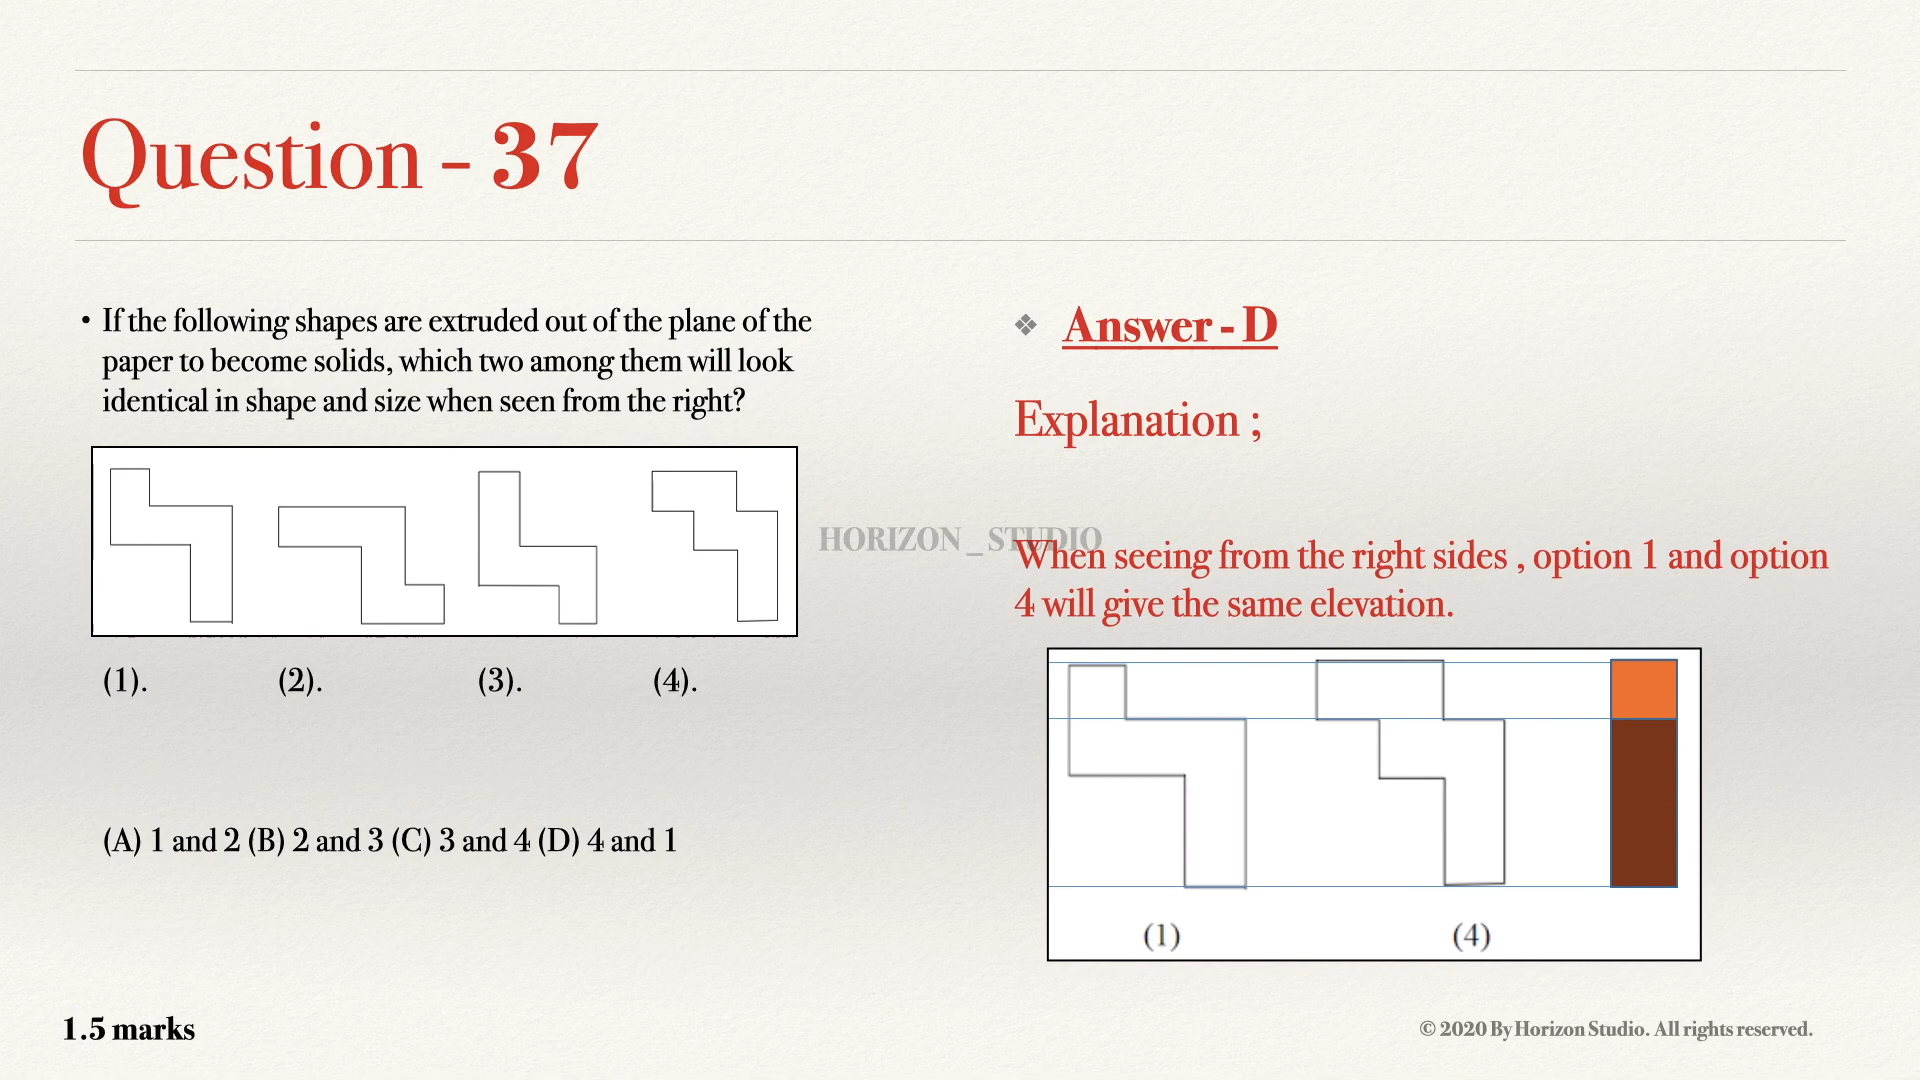 Question - 37
• If the following shapes are extruded out of the plane of the
paper to become solids, which two among them will look
identical in shape and size when seen from the right?
(1). (2). (3). (4).
(A) 1 and 2 (B) 2 and 3 (C) 3 and 4 (D) 4 and 1
1.5 marks
HORIZON_STUDIO
❖ Answer - D
Explanation ;
When seeing from the right sides , option 1 and option
4 will give the same elevation.
(1) (4)
© 2020 By Horizon Studio. All rights reserved.